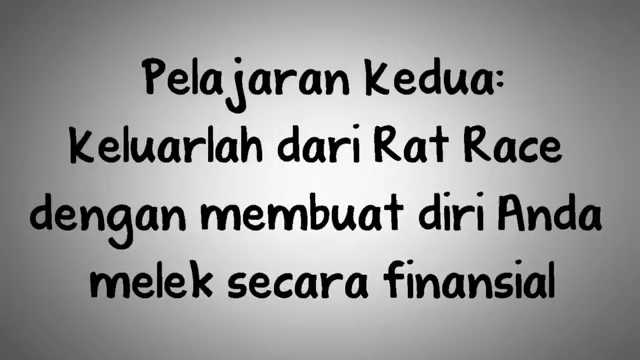 Pelajaran Kedua:
Keluarlah dari Rat Race
dengan membuat diri Anda
melek secara finansial